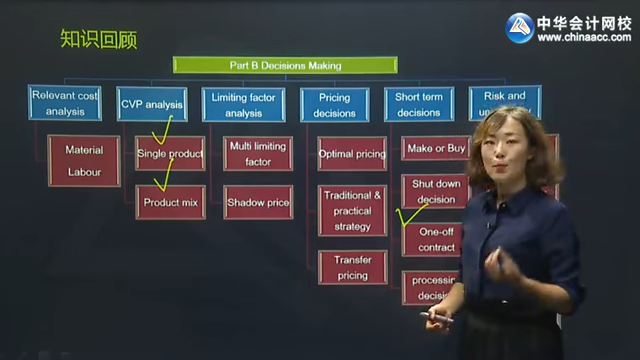 知识回顾
中华会计网校
www.chinaacc.com
Part B Decisions Making
Relevant cost
analysis
CVP analysis
Limiting factor
analysis
Pricing
decisions
Short term
decisions
Risk and
Material
Labour
Single product
Product mix
Multi limiting
factor
Shadow price
Optimal pricing
Traditional &
practical
strategy
Transfer
pricing
Make or Buy
Shut down
decision
One-off
contract